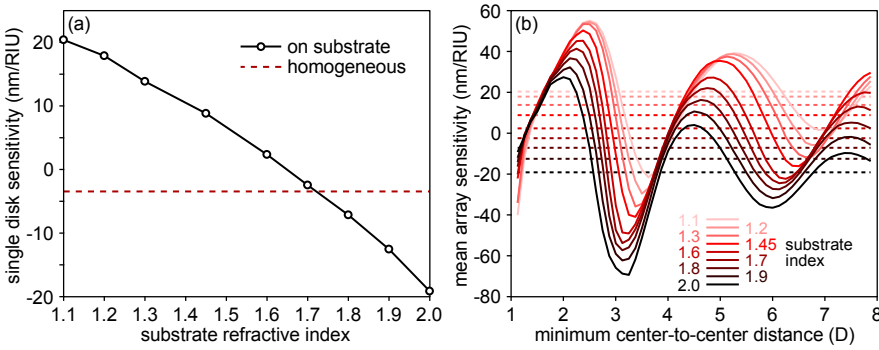 (a)
single disk sensitivity (nm/RIU)
20
10
0
-10
-20
on substrate
homogeneous
1.1 1.2 1.3 1.4 1.5 1.6 1.7 1.8 1.9 2.0
substrate refractive index
(b)
mean array sensitivity (nm/RIU)
60
40
20
0
-20
-40
-60
-80
1.1
1.2
1.3
1.45
1.6
1.7
1.8
1.9
2.0
substrate
index
1 2 3 4 5 6 7 8
minimum center-to-center distance (D)